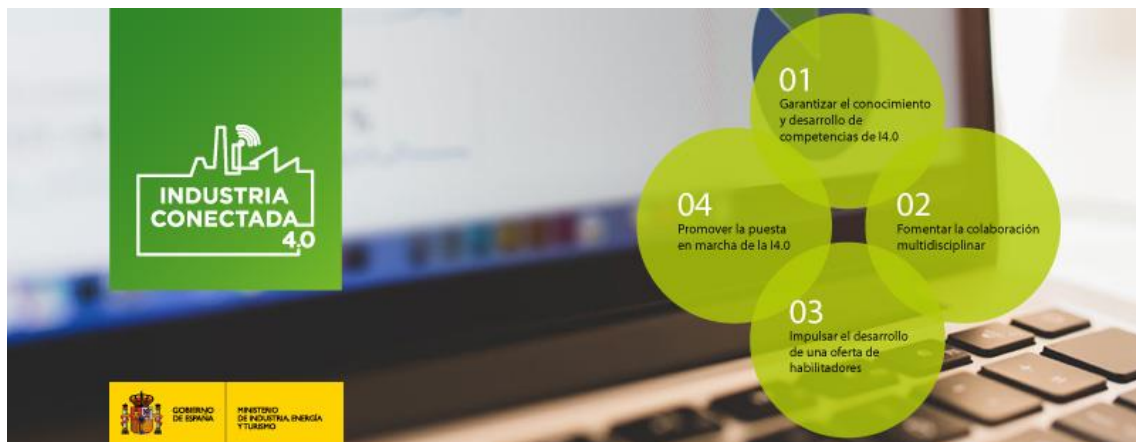 INDUSTRIA
CONECTADA
4.0
GOBIERNO
DE ESPAÑA
MINISTERIO
DE INDUSTRIA, ENERGÍA
Y TURISMO
01
Garantizar el conocimiento
y desarrollo de
competencias de I4.0
02
Fomentar la colaboración
multidisciplinar
03
Impulsar el desarrollo
de una oferta de
habilitadores
04
Promover la puesta
en marcha de la I4.0